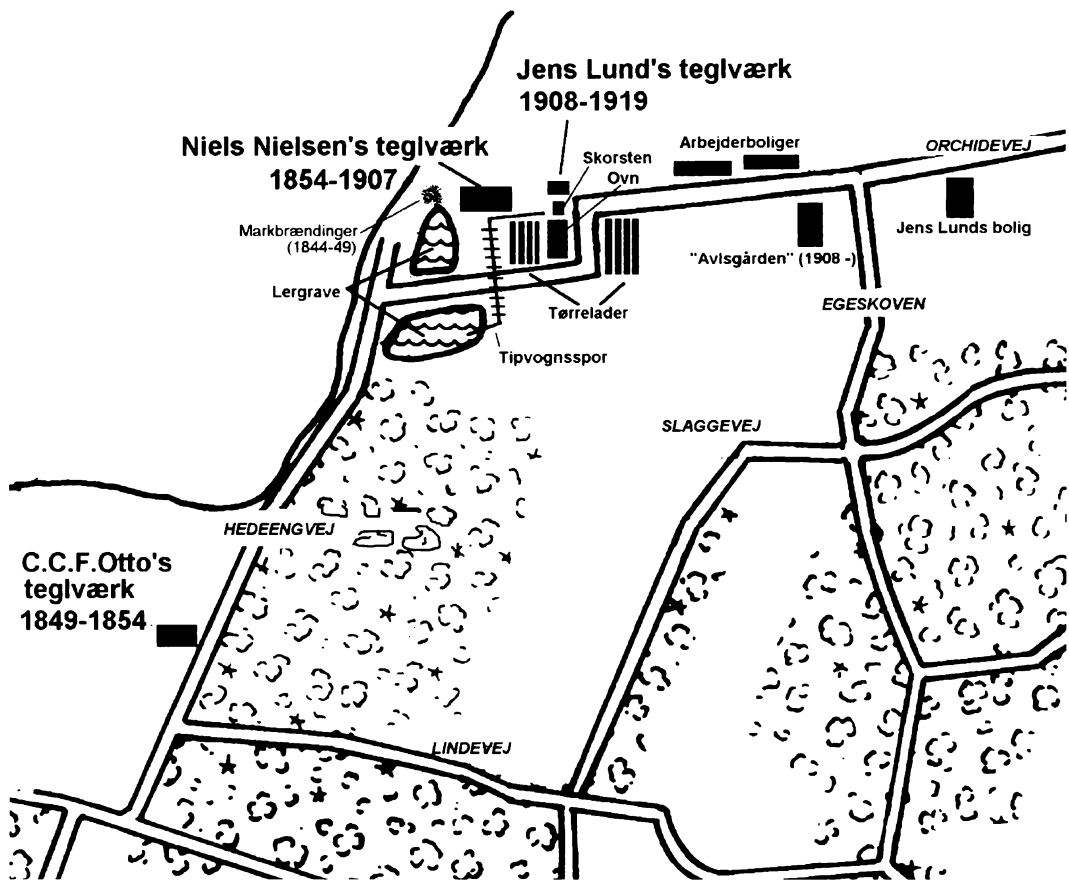 Jens Lund's teglværk
1908-1919
Niels Nielsen's teglværk
1854-1907
Arbejderboliger
ORCHIDEVEJ
Skorsten
Ovn
Markbrændinger
(1844-49)
Jens Lunds bolig
"Avlsgården" (1908 -)
Lergrave
Tørrelader
EGESKOVEN
Tipvognsspor
SLAGGEVEJ
HEDEENGVEJ
C.C.F.Otto's
teglværk
1849-1854
LINDEVEJ